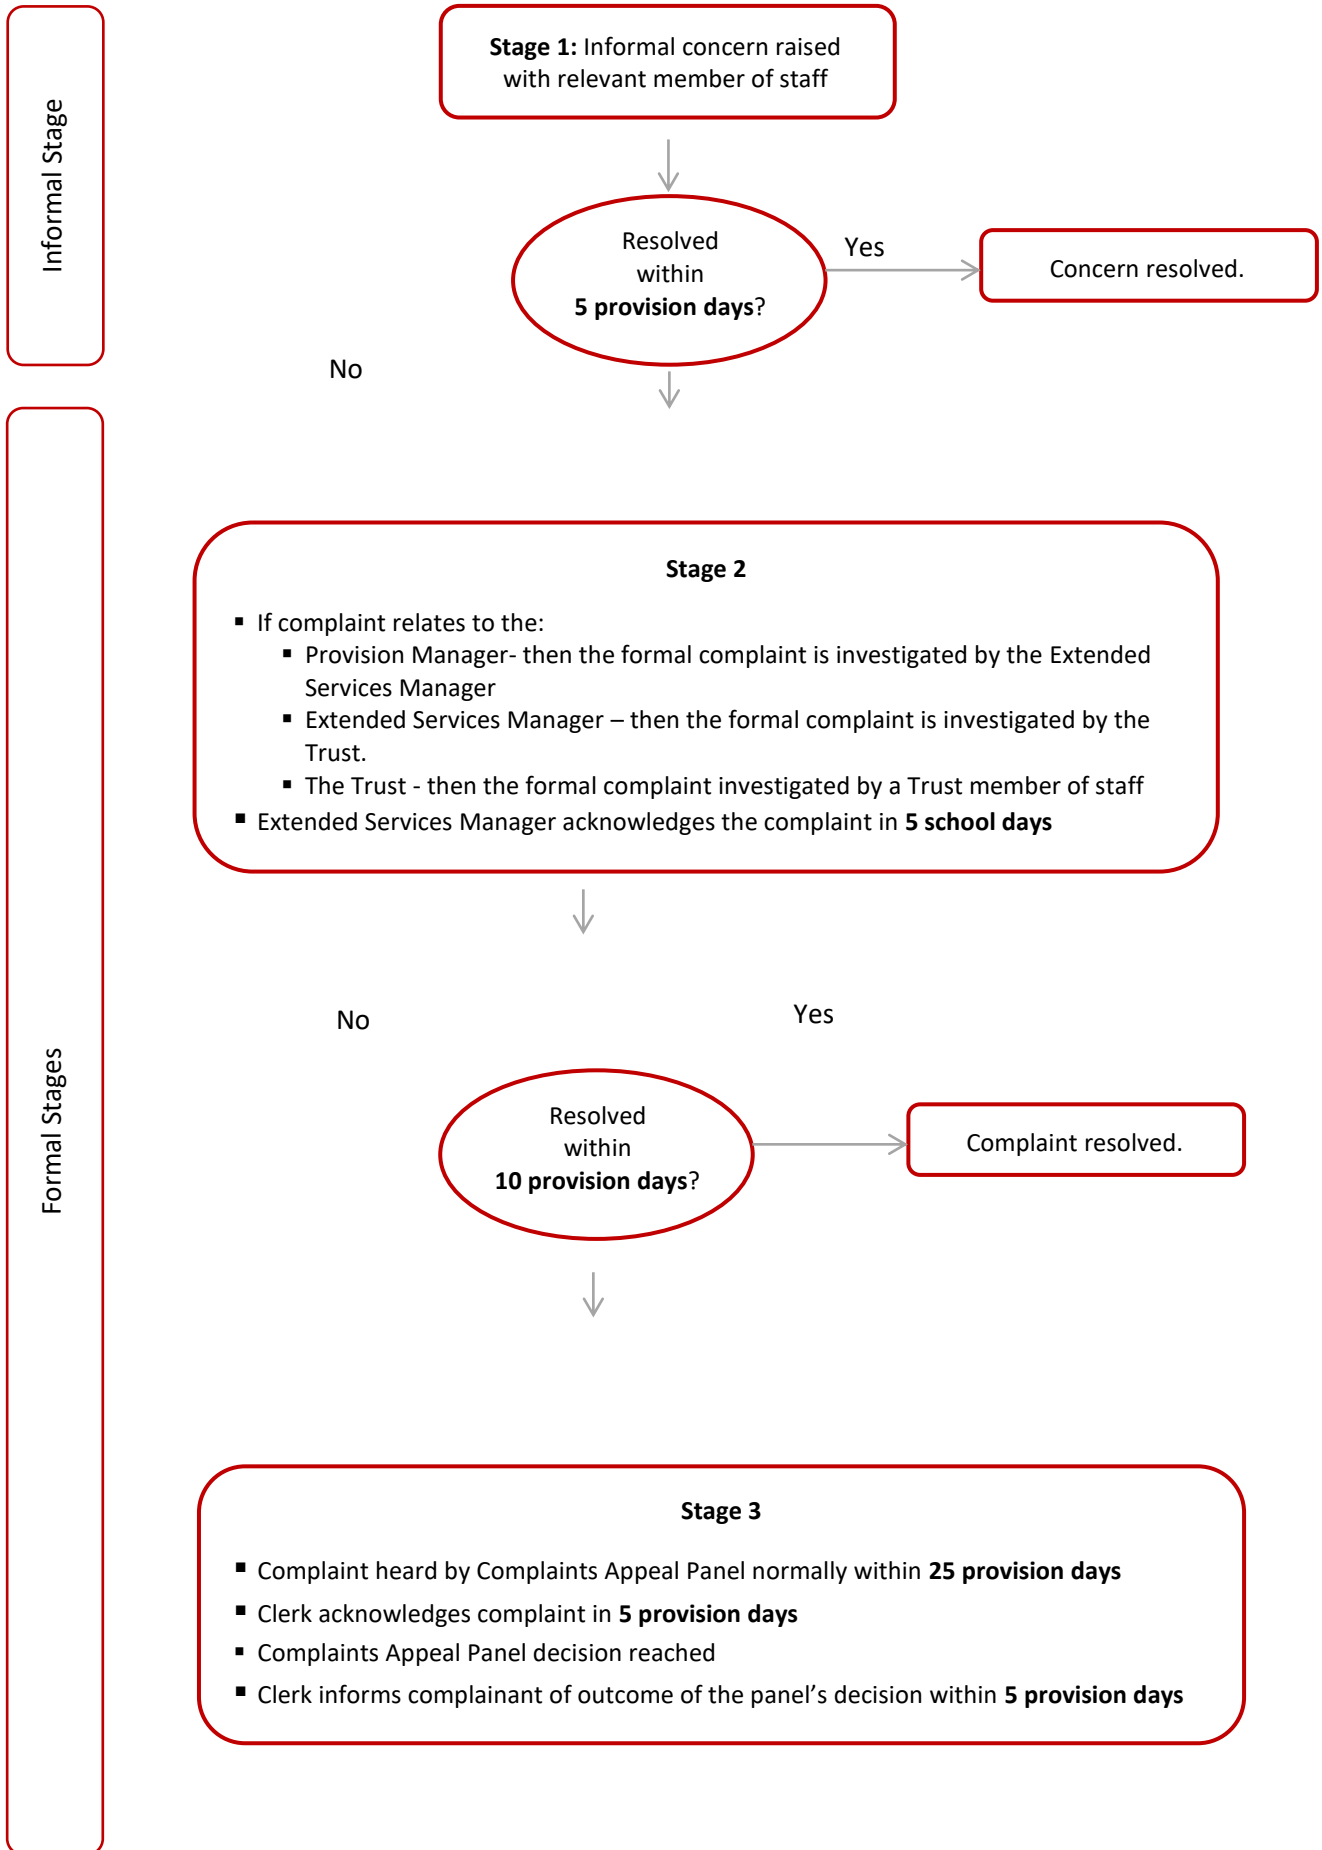 Informal Stage
Stage 1: Informal concern raised
with relevant member of staff
Resolved
within
5 provision days?
Yes
Concern resolved.
No
Formal Stages
Stage 2
▪ If complaint relates to the:
▪ Provision Manager- then the formal complaint is investigated by the Extended
Services Manager
▪ Extended Services Manager – then the formal complaint is investigated by the
Trust.
▪ The Trust - then the formal complaint investigated by a Trust member of staff
▪ Extended Services Manager acknowledges the complaint in 5 school days
No
Yes
Resolved
within
10 provision days?
Complaint resolved.
Stage 3
▪ Complaint heard by Complaints Appeal Panel normally within 25 provision days
▪ Clerk acknowledges complaint in 5 provision days
▪ Complaints Appeal Panel decision reached
▪ Clerk informs complainant of outcome of the panel’s decision within 5 provision days